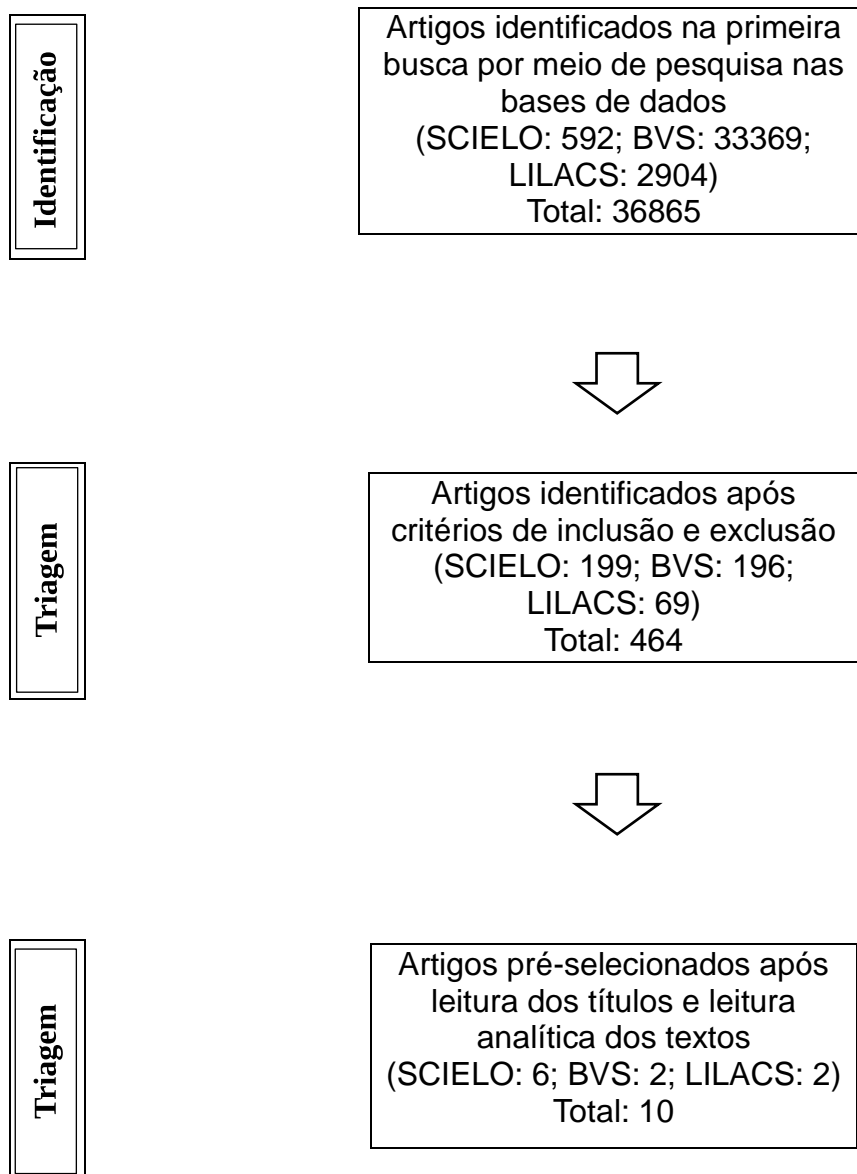 Identificação
Artigos identificados na primeira
busca por meio de pesquisa nas
bases de dados
(SCIELO: 592; BVS: 33369;
LILACS: 2904)
Total: 36865
Triagem
Artigos identificados após
critérios de inclusão e exclusão
(SCIELO: 199; BVS: 196;
LILACS: 69)
Total: 464
Triagem
Artigos pré-selecionados após
leitura dos títulos e leitura
analítica dos textos
(SCIELO: 6; BVS: 2; LILACS: 2)
Total: 10